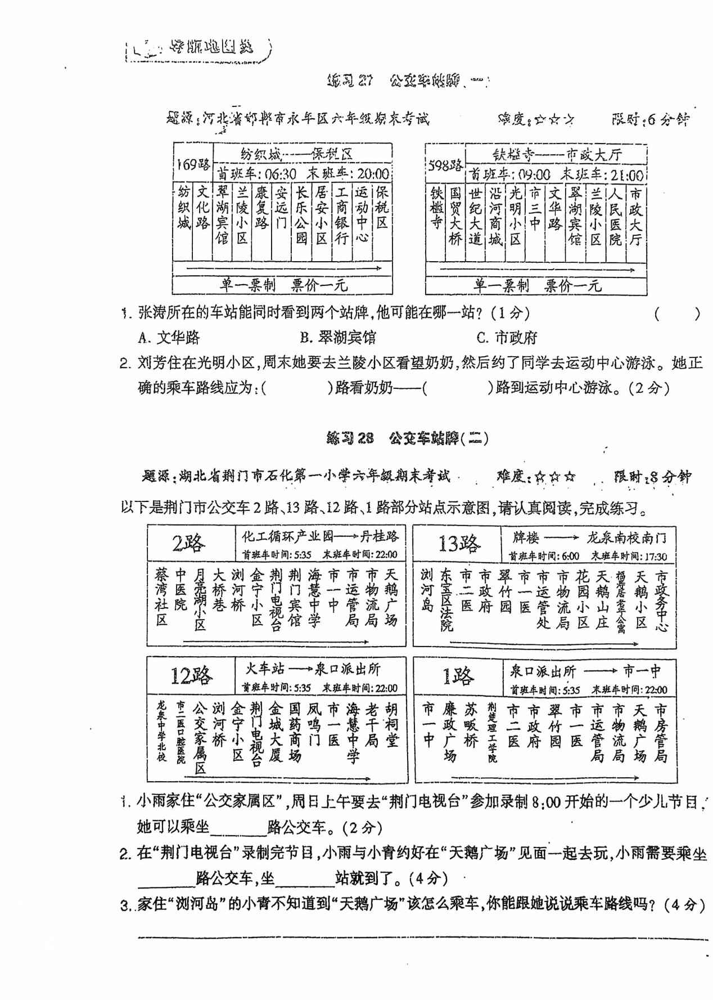 导航地图类
练习27 公交车站牌(一)
题源:河北省邯郸市永年区六年级期末考试 难度:☆☆☆ 限时:6分钟
169路
纺织城——保税区
首班车:06:30 末班车:20:00
纺织城 文化路 翠湖宾馆 兰陵小区 康复路 安远门 长乐公园 居安小区 工商银行 运动中心 保税区
单一票制 票价一元
598路
铁槛寺——市政大厅
首班车:09:00 末班车:21:00
铁槛寺 国贸大桥 世纪大道 沿河商城 光明小区 市三中 文华路 翠湖宾馆 兰陵小区 人民医院 市政大厅
单一票制 票价一元
1. 张涛所在的车站能同时看到两个站牌,他可能在哪一站?(1分) ( )
A. 文华路 B. 翠湖宾馆 C. 市政府
2. 刘芳住在光明小区,周末她要去兰陵小区看望奶奶,然后约了同学去运动中心游泳。她正
确的乘车路线应为:( )路看奶奶——( )路到运动中心游泳。(2分)
练习28 公交车站牌(二)
题源:湖北省荆门市石化第一小学六年级期末考试 难度:☆☆☆ 限时:8分钟
以下是荆门市公交车2路、13路、12路、1路部分站点示意图,请认真阅读,完成练习。
2路
化工循环产业园→丹桂路
首班车时间:5:35 末班车时间:22:00
蔡湾社区 中医院 月亮湖小区 大桥巷 浏河桥 金宁小区 荆门电视台 荆门宾馆 海慧中学 市一中 市运管局 市物流局 天鹅广场
13路
牌楼→龙泉南校南门
首班车时间:6:00 末班车时间:17:30
浏河岛 东宝区法院 市二医 市政府 翠竹园 市一医 市运管处 市物流局 花园小区 天鹅山庄 福寿居老年公寓 天鹅小区 市政务中心
12路
火车站→泉口派出所
首班车时间:5:35 末班车时间:22:00
龙泉中学北校 市二医口腔医院 公交家属区 浏河桥 金宁小区 荆门电视台 金城大厦 国药商场 凤鸣门 市一医 海慧中学 老干局 胡祠堂
1路
泉口派出所→市一中
首班车时间:5:35 末班车时间:22:00
市一中 廉政广场 苏畈桥 荆楚理工学院 市二医 市政府 翠竹园 市一医 市运管局 市物流局 天鹅广场 市房管局
1. 小雨家住“公交家属区”,周日上午要去“荆门电视台”参加录制8:00开始的一个少儿节目,
她可以乘坐________路公交车。(2分)
2. 在“荆门电视台”录制完节目,小雨与小青约好在“天鹅广场”见面一起去玩,小雨需要乘坐
________路公交车,坐________站就到了。(4分)
3. 家住“浏河岛”的小青不知道到“天鹅广场”该怎么乘车,你能跟她说说乘车路线吗?(4分)